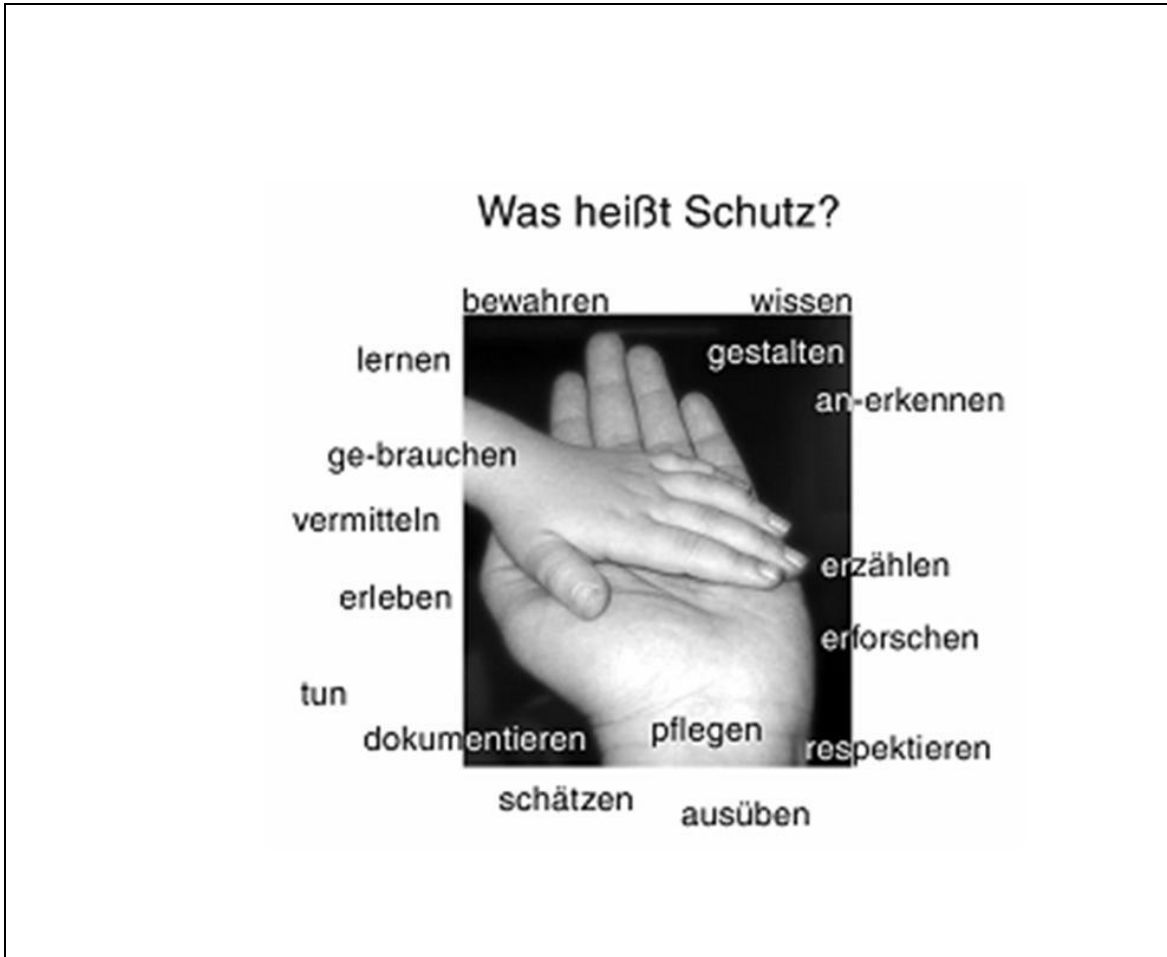 Was heißt Schutz?
bewahren wissen
lernen gestalten
an-erkennen
ge-brauchen
vermitteln
erzählen
erleben
erforschen
tun
dokumentieren pflegen respektieren
schätzen ausüben